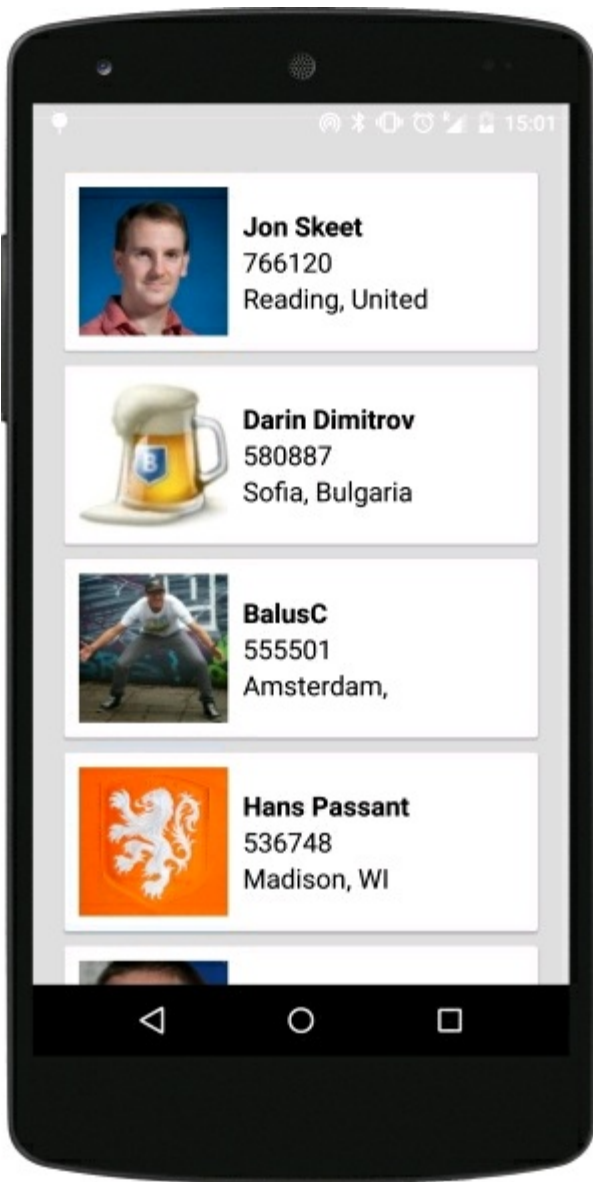 15:01
Jon Skeet
766120
Reading, United
Darin Dimitrov
580887
Sofia, Bulgaria
B
BalusC
555501
Amsterdam,
Hans Passant
536748
Madison, WI